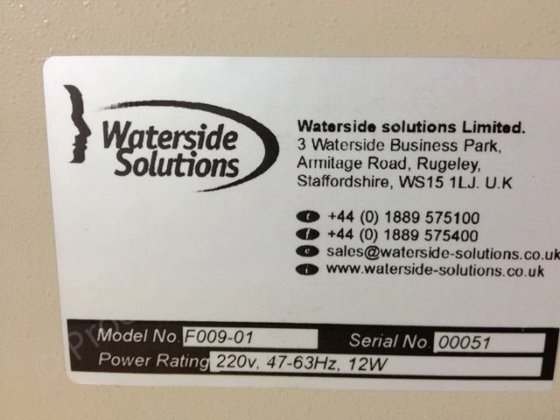 Waterside
Solutions
Waterside solutions Limited.
3 Waterside Business Park,
Armitage Road, Rugeley,
Staffordshire, WS15 1LJ. U.K
t +44 (0) 1889 575100
f +44 (0) 1889 575400
e sales@waterside-solutions.co.uk
i www.waterside-solutions.co.uk
Model No. F009-01 Serial No. 00051
Power Rating 220v, 47-63Hz, 12W